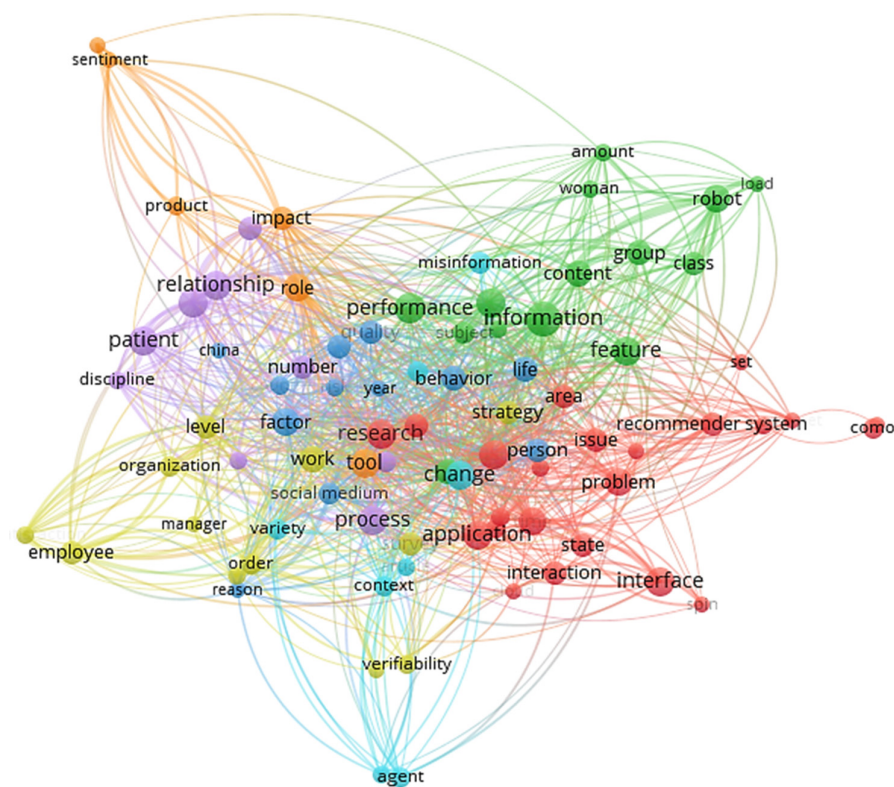 sentiment
amount
load
woman
robot
product
impact
group
misinformation
class
content
relationship
role
performance
information
quality
subject
patient
china
feature
set
number
life
discipline
year
behavior
area
strategy
level
factor
recommender system
como
research
issue
person
work
tool
organization
change
problem
social medium
manager
variety
process
application
survey
state
employee
order
interaction
interface
reason
context
spin
verifiability
agent